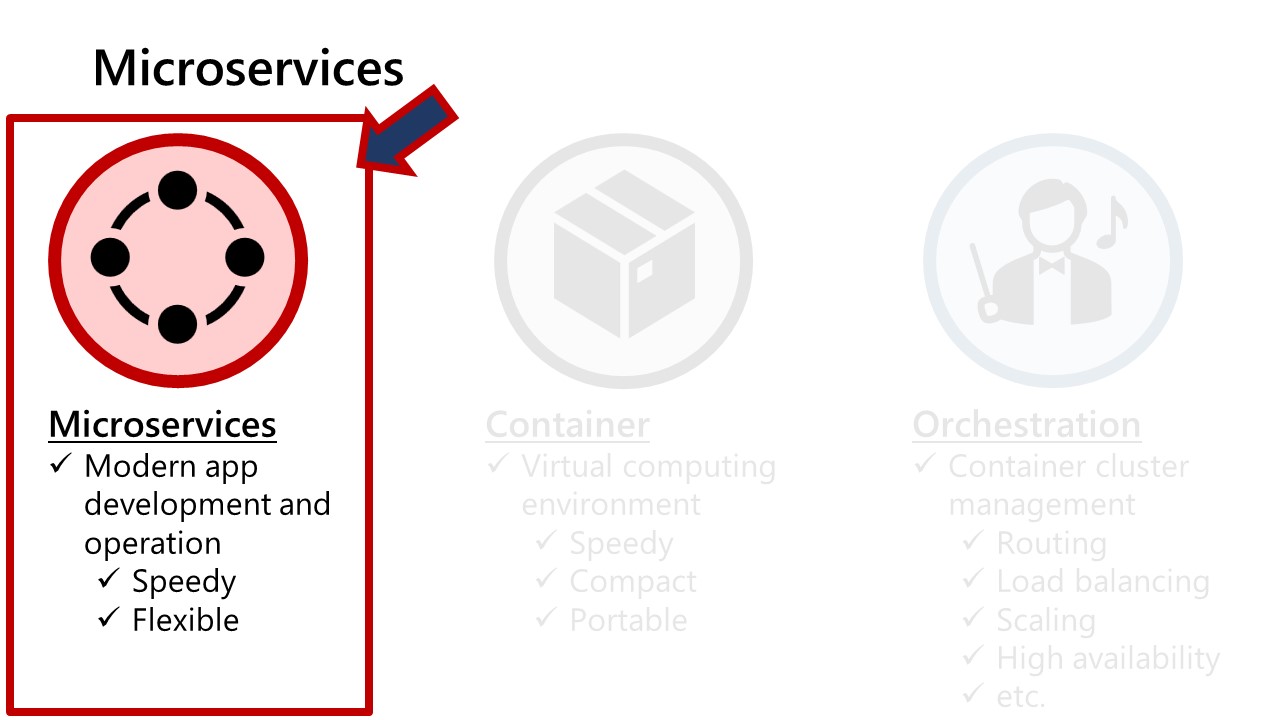 Microservices
Microservices
✓ Modern app
development and
operation
✓ Speedy
✓ Flexible
Container
✓ Virtual computing
environment
✓ Speedy
✓ Compact
✓ Portable
Orchestration
✓ Container cluster
management
✓ Routing
✓ Load balancing
✓ Scaling
✓ High availability
✓ etc.